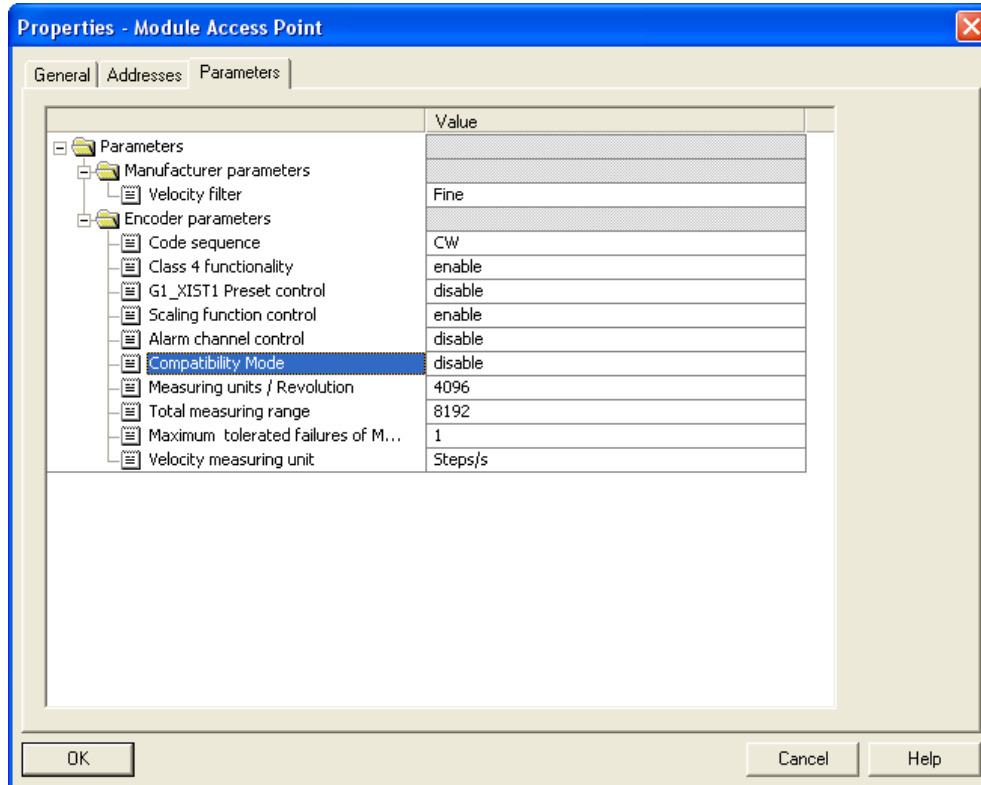 Properties - Module Access Point
General Addresses Parameters
Value
Parameters
Manufacturer parameters
Velocity filter Fine
Encoder parameters
Code sequence CW
Class 4 functionality enable
G1_XIST1 Preset control disable
Scaling function control enable
Alarm channel control disable
Compatibility Mode disable
Measuring units / Revolution 4096
Total measuring range 8192
Maximum tolerated failures of M... 1
Velocity measuring unit Steps/s
OK Cancel Help